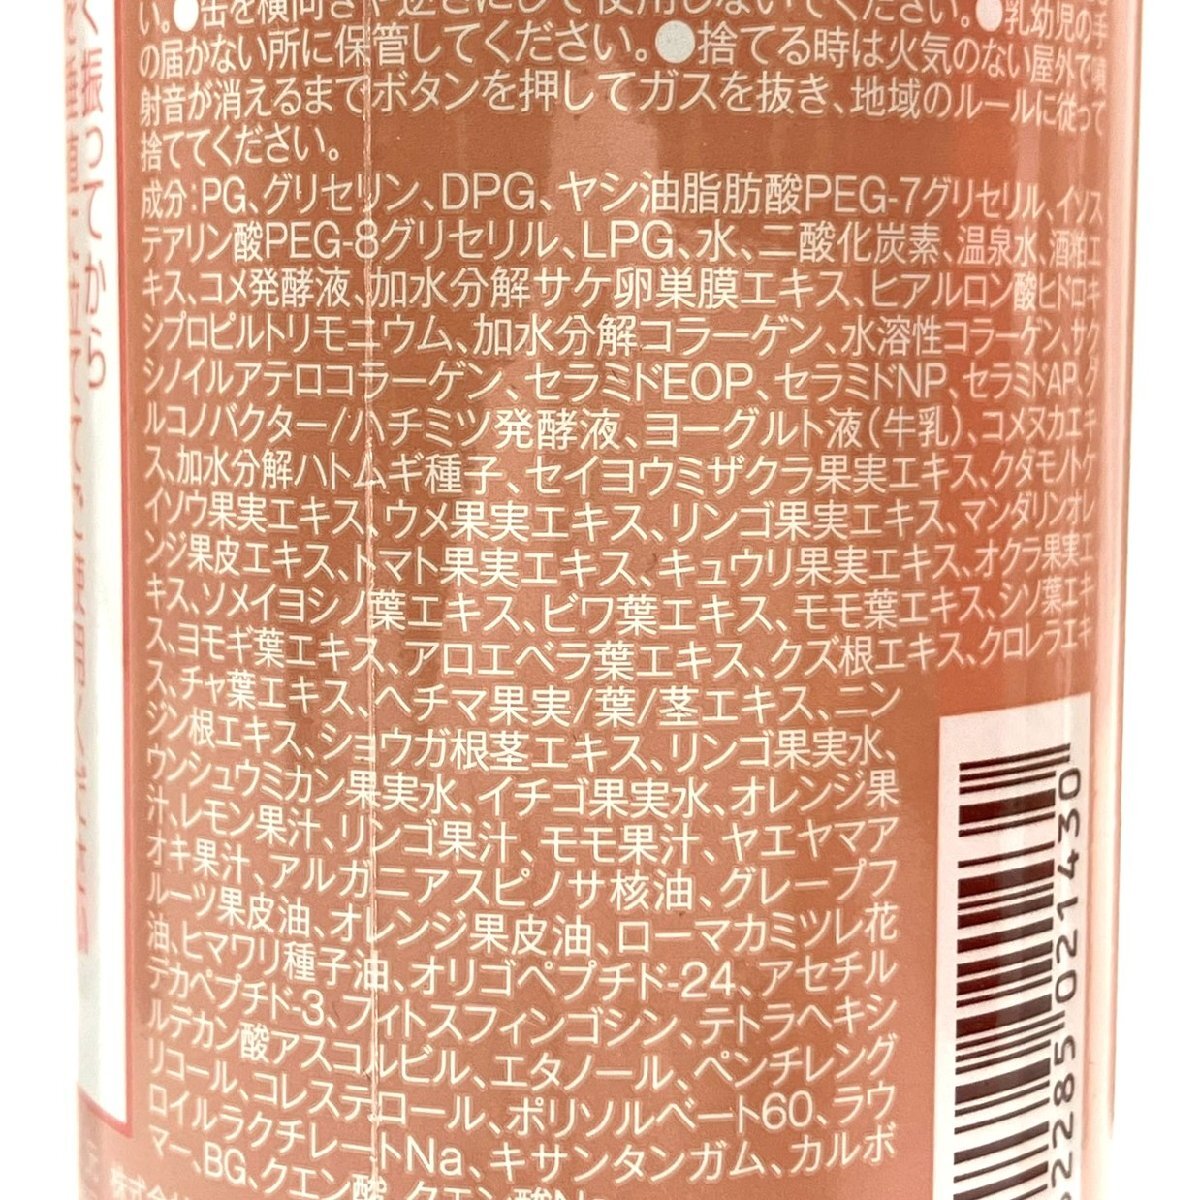 の届かない所に保管してください。●捨てる時は火気のない屋外で噴
射音が消えるまでボタンを押してガスを抜き、地域のルールに従って
捨ててください。
成分:PG、グリセリン、DPG、ヤシ油脂肪酸PEG-7グリセリル、イソス
テアリン酸PEG-8グリセリル、LPG、水、二酸化炭素、温泉水、酒粕エ
キス、コメ発酵液、加水分解サケ卵巣膜エキス、ヒアルロン酸ヒドロキ
シプロピルトリモニウム、加水分解コラーゲン、水溶性コラーゲン、サク
シノイルアテロコラーゲン、セラミドEOP、セラミドNP、セラミドAP、グ
ルコノバクター/ハチミツ発酵液、ヨーグルト液(牛乳)、コメヌカエキ
ス、加水分解ハトムギ種子、セイヨウミザクラ果実エキス、クダモノトケ
イソウ果実エキス、ウメ果実エキス、リンゴ果実エキス、マンダリンオレ
ンジ果皮エキス、トマト果実エキス、キュウリ果実エキス、オクラ果実エ
キス、ソメイヨシノ葉エキス、ビワ葉エキス、モモ葉エキス、シソ葉エキ
ス、ヨモギ葉エキス、アロエベラ葉エキス、クズ根エキス、クロレラエキ
ス、チャ葉エキス、ヘチマ果実/葉/茎エキス、ニン
ジン根エキス、ショウガ根茎エキス、リンゴ果実水、
ウンシュウミカン果実水、イチゴ果実水、オレンジ果
汁、レモン果汁、リンゴ果汁、モモ果汁、ヤエヤマア
オキ果汁、アルガニアスピノサ核油、グレープフ
ルーツ果皮油、オレンジ果皮油、ローマカミツレ花
油、ヒマワリ種子油、オリゴペプチド-24、アセチル
デカペプチド-3、フィトスフィンゴシン、テトラヘキシ
ルデカン酸アスコルビル、エタノール、ペンチレング
リコール、コレステロール、ポリソルベート60、ラウ
ロイルラクチレートNa、キサンタンガム、カルボ
マー、BG、クエン酸、クエン酸Na
株式会
2285021430
く振ってから